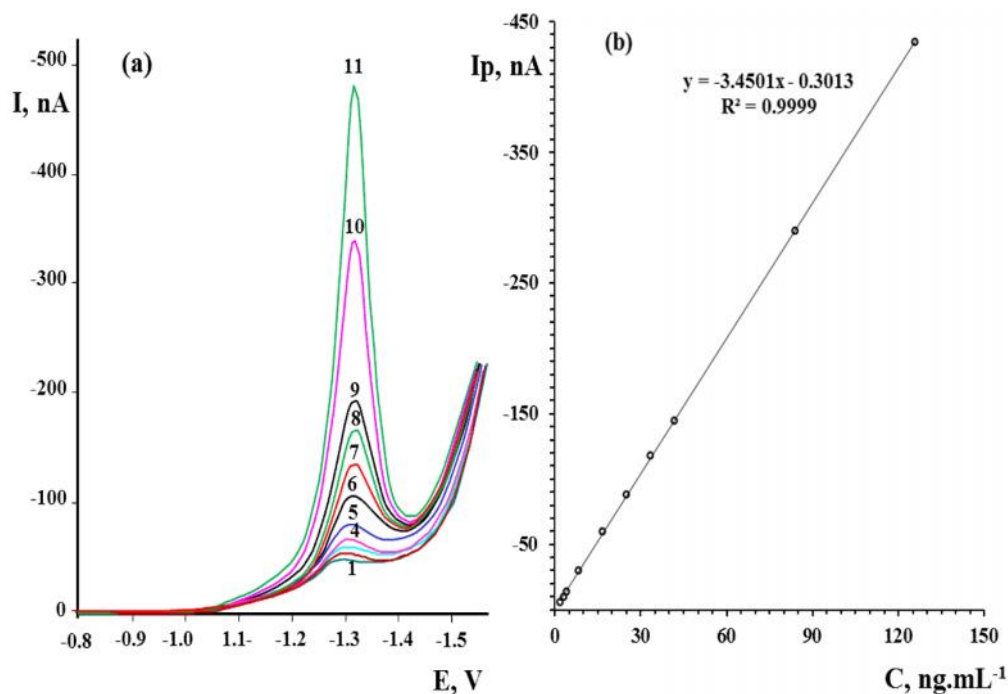 (a)
I, nA
-500
-400
-300
-200
-100
0
11
10
9
8
7
6
5
4
1
-0.8 -0.9 -1.0 1.1- -1.2 -1.3 -1.4 -1.5
E, V
(b)
Ip, nA
y = -3.4501x - 0.3013
R² = 0.9999
-450
-350
-250
-150
-50
0 30 60 90 120 150
C, ng.mL⁻¹